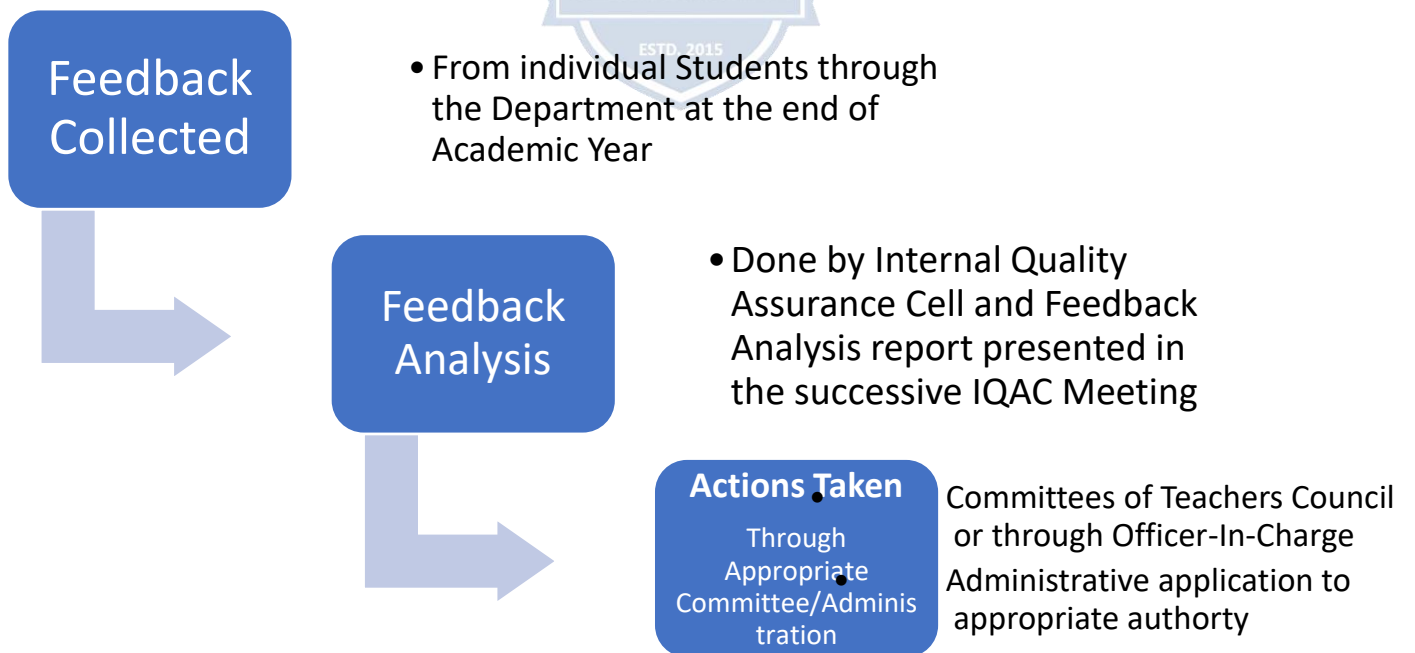 ESTD. 2015
Feedback
Collected
• From individual Students through
the Department at the end of
Academic Year
Feedback
Analysis
• Done by Internal Quality
Assurance Cell and Feedback
Analysis report presented in
the successive IQAC Meeting
Actions Taken
Through
Appropriate
Committee/Adminis
tration
• Committees of Teachers Council
or through Officer-In-Charge
• Administrative application to
appropriate authorty